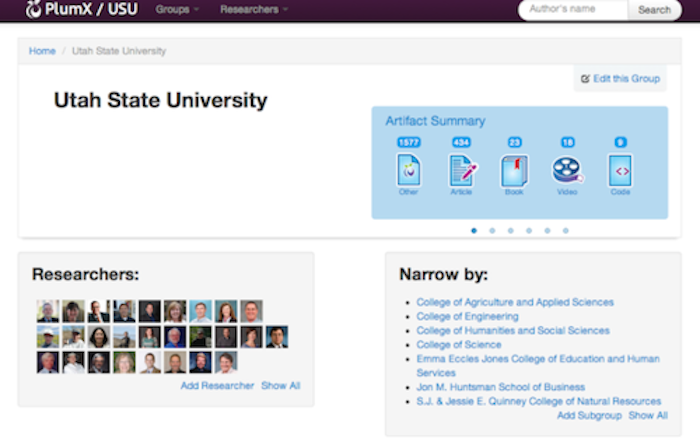 PlumX / USU Groups Researchers Author's name Search
Home / Utah State University
Edit this Group
Utah State University
Artifact Summary
1577 434 23 18 9
Other Article Book Video Code
Researchers:
Add Researcher Show All
Narrow by:
College of Agriculture and Applied Sciences
College of Engineering
College of Humanities and Social Sciences
College of Science
Emma Eccles Jones College of Education and Human
Services
Jon M. Huntsman School of Business
S.J. & Jessie E. Quinney College of Natural Resources
Add Subgroup Show All